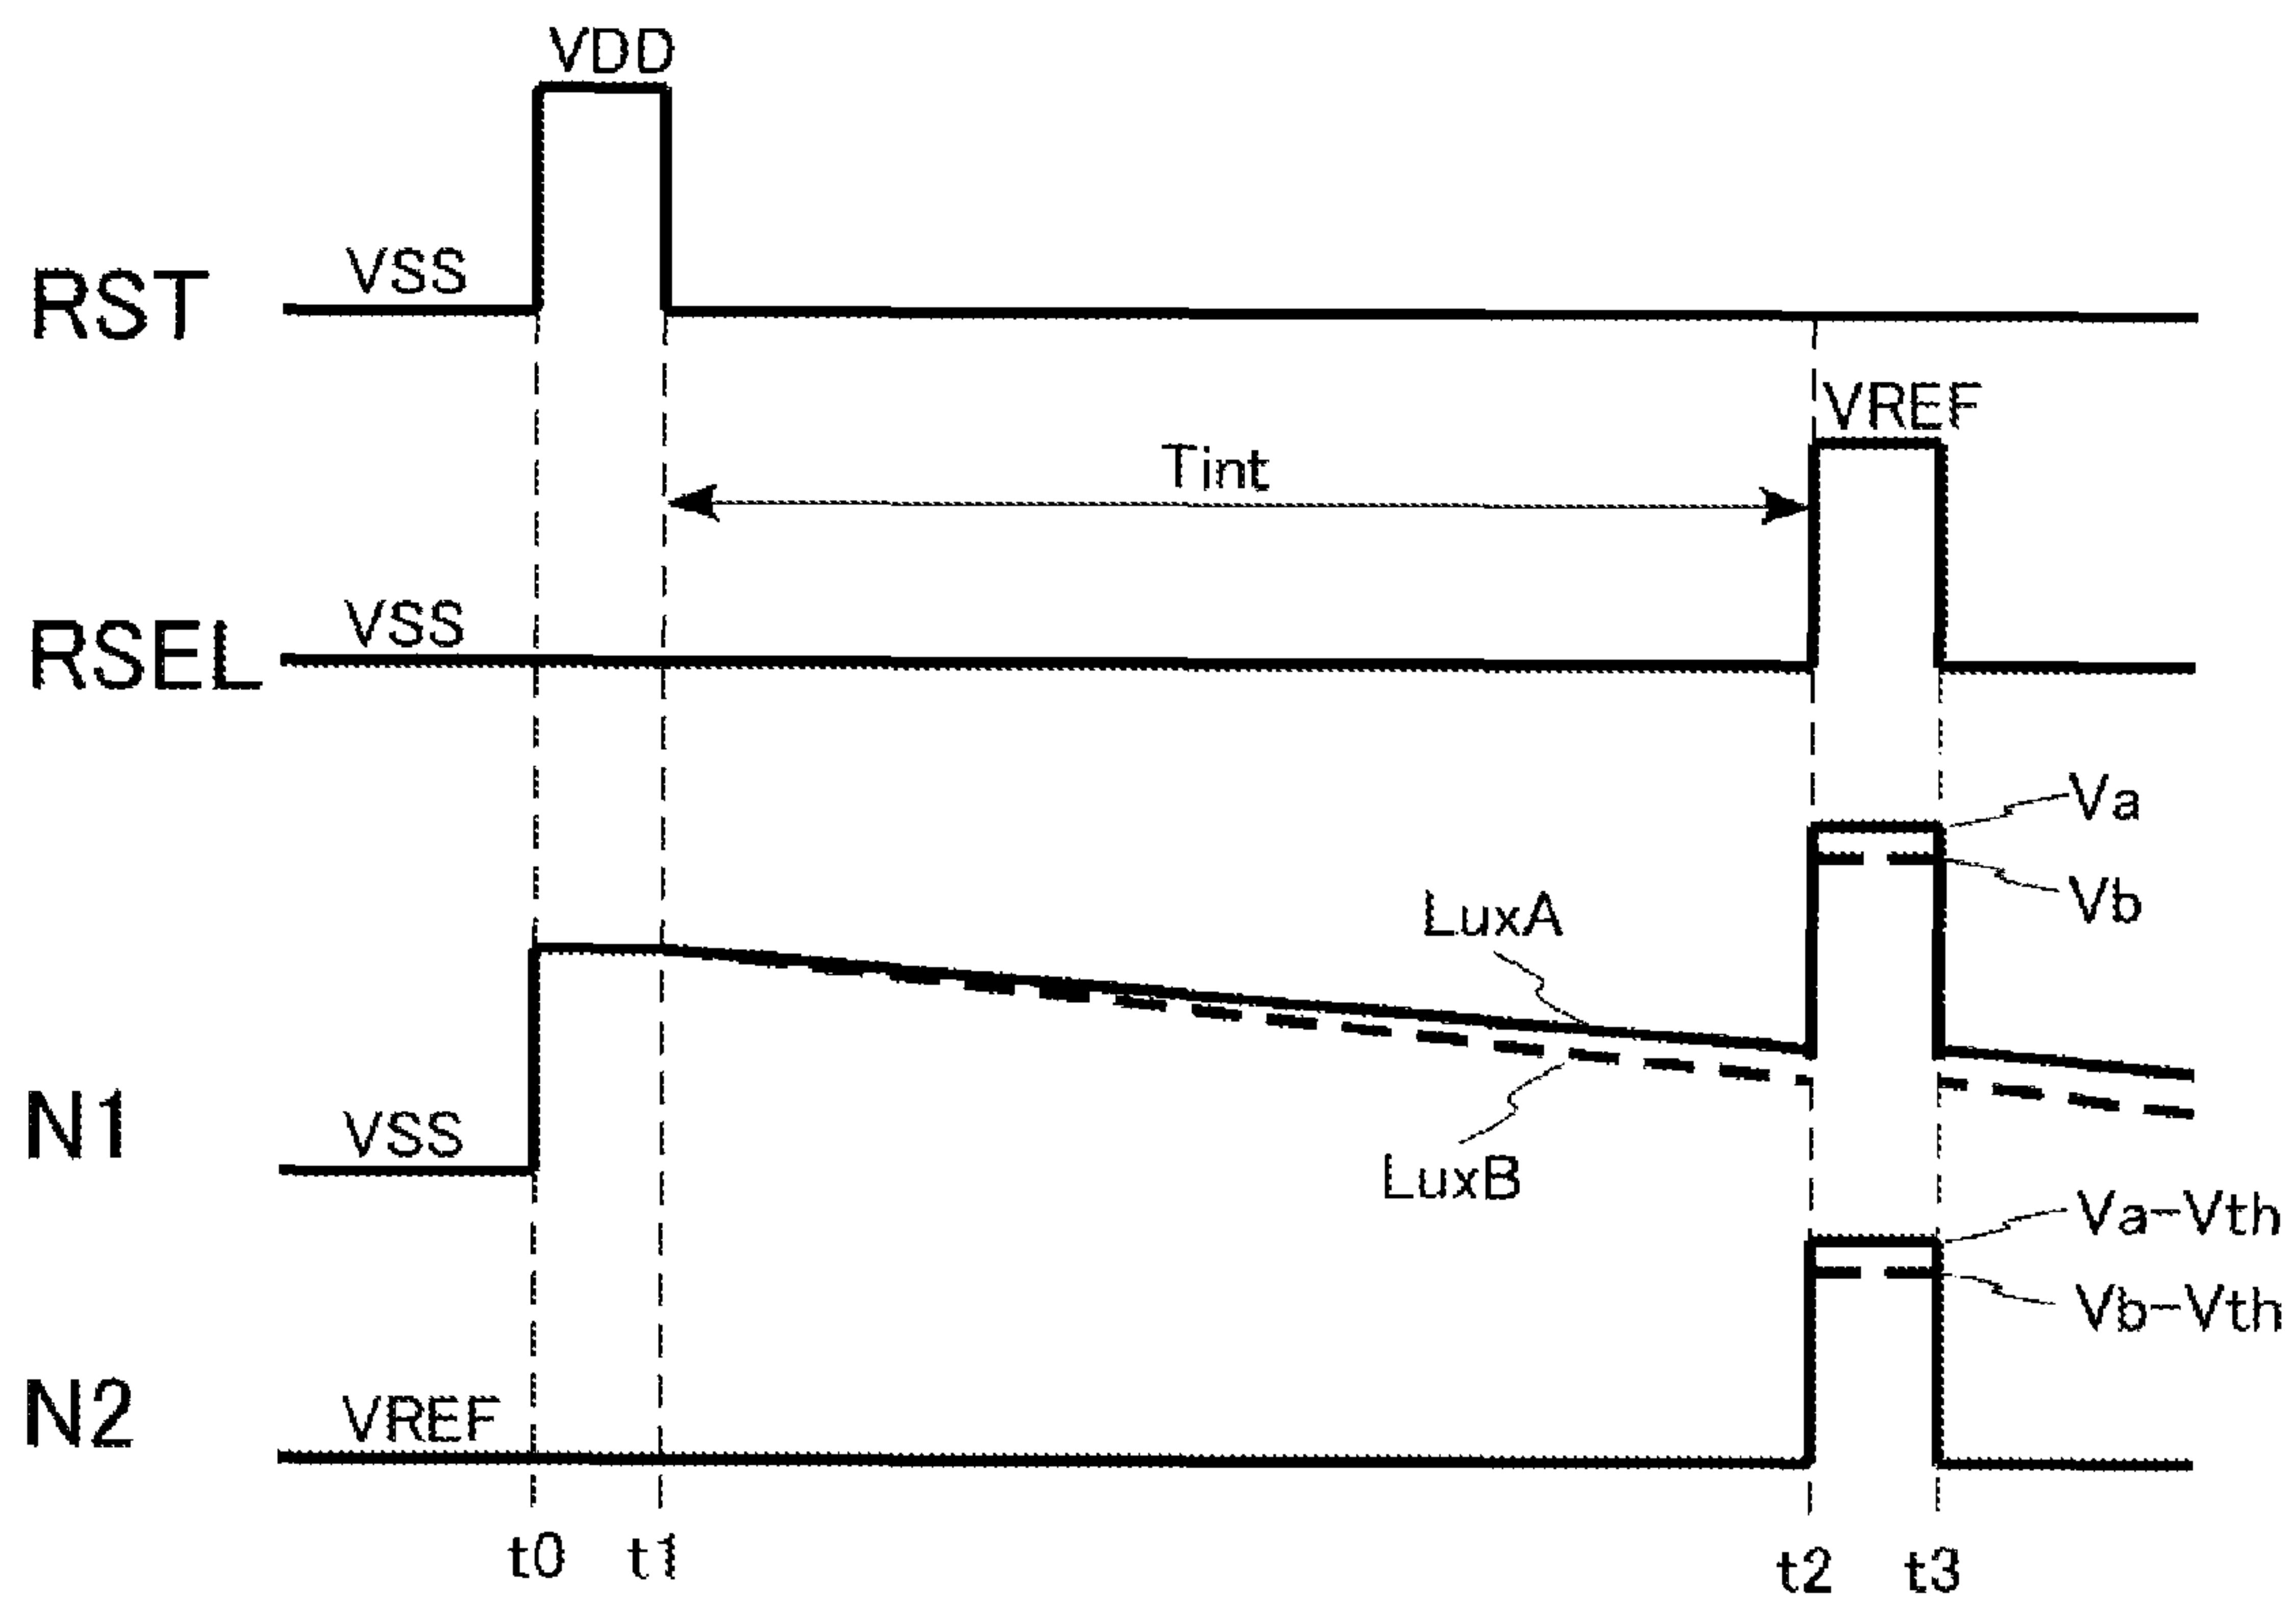 VDD
VSS
RST
VREF
Tint
VSS
RSEL
Va
Vb
LuxA
N1
VSS
LuxB
Va-Vth
Vb-Vth
VREF
N2
t0 t1 t2 t3